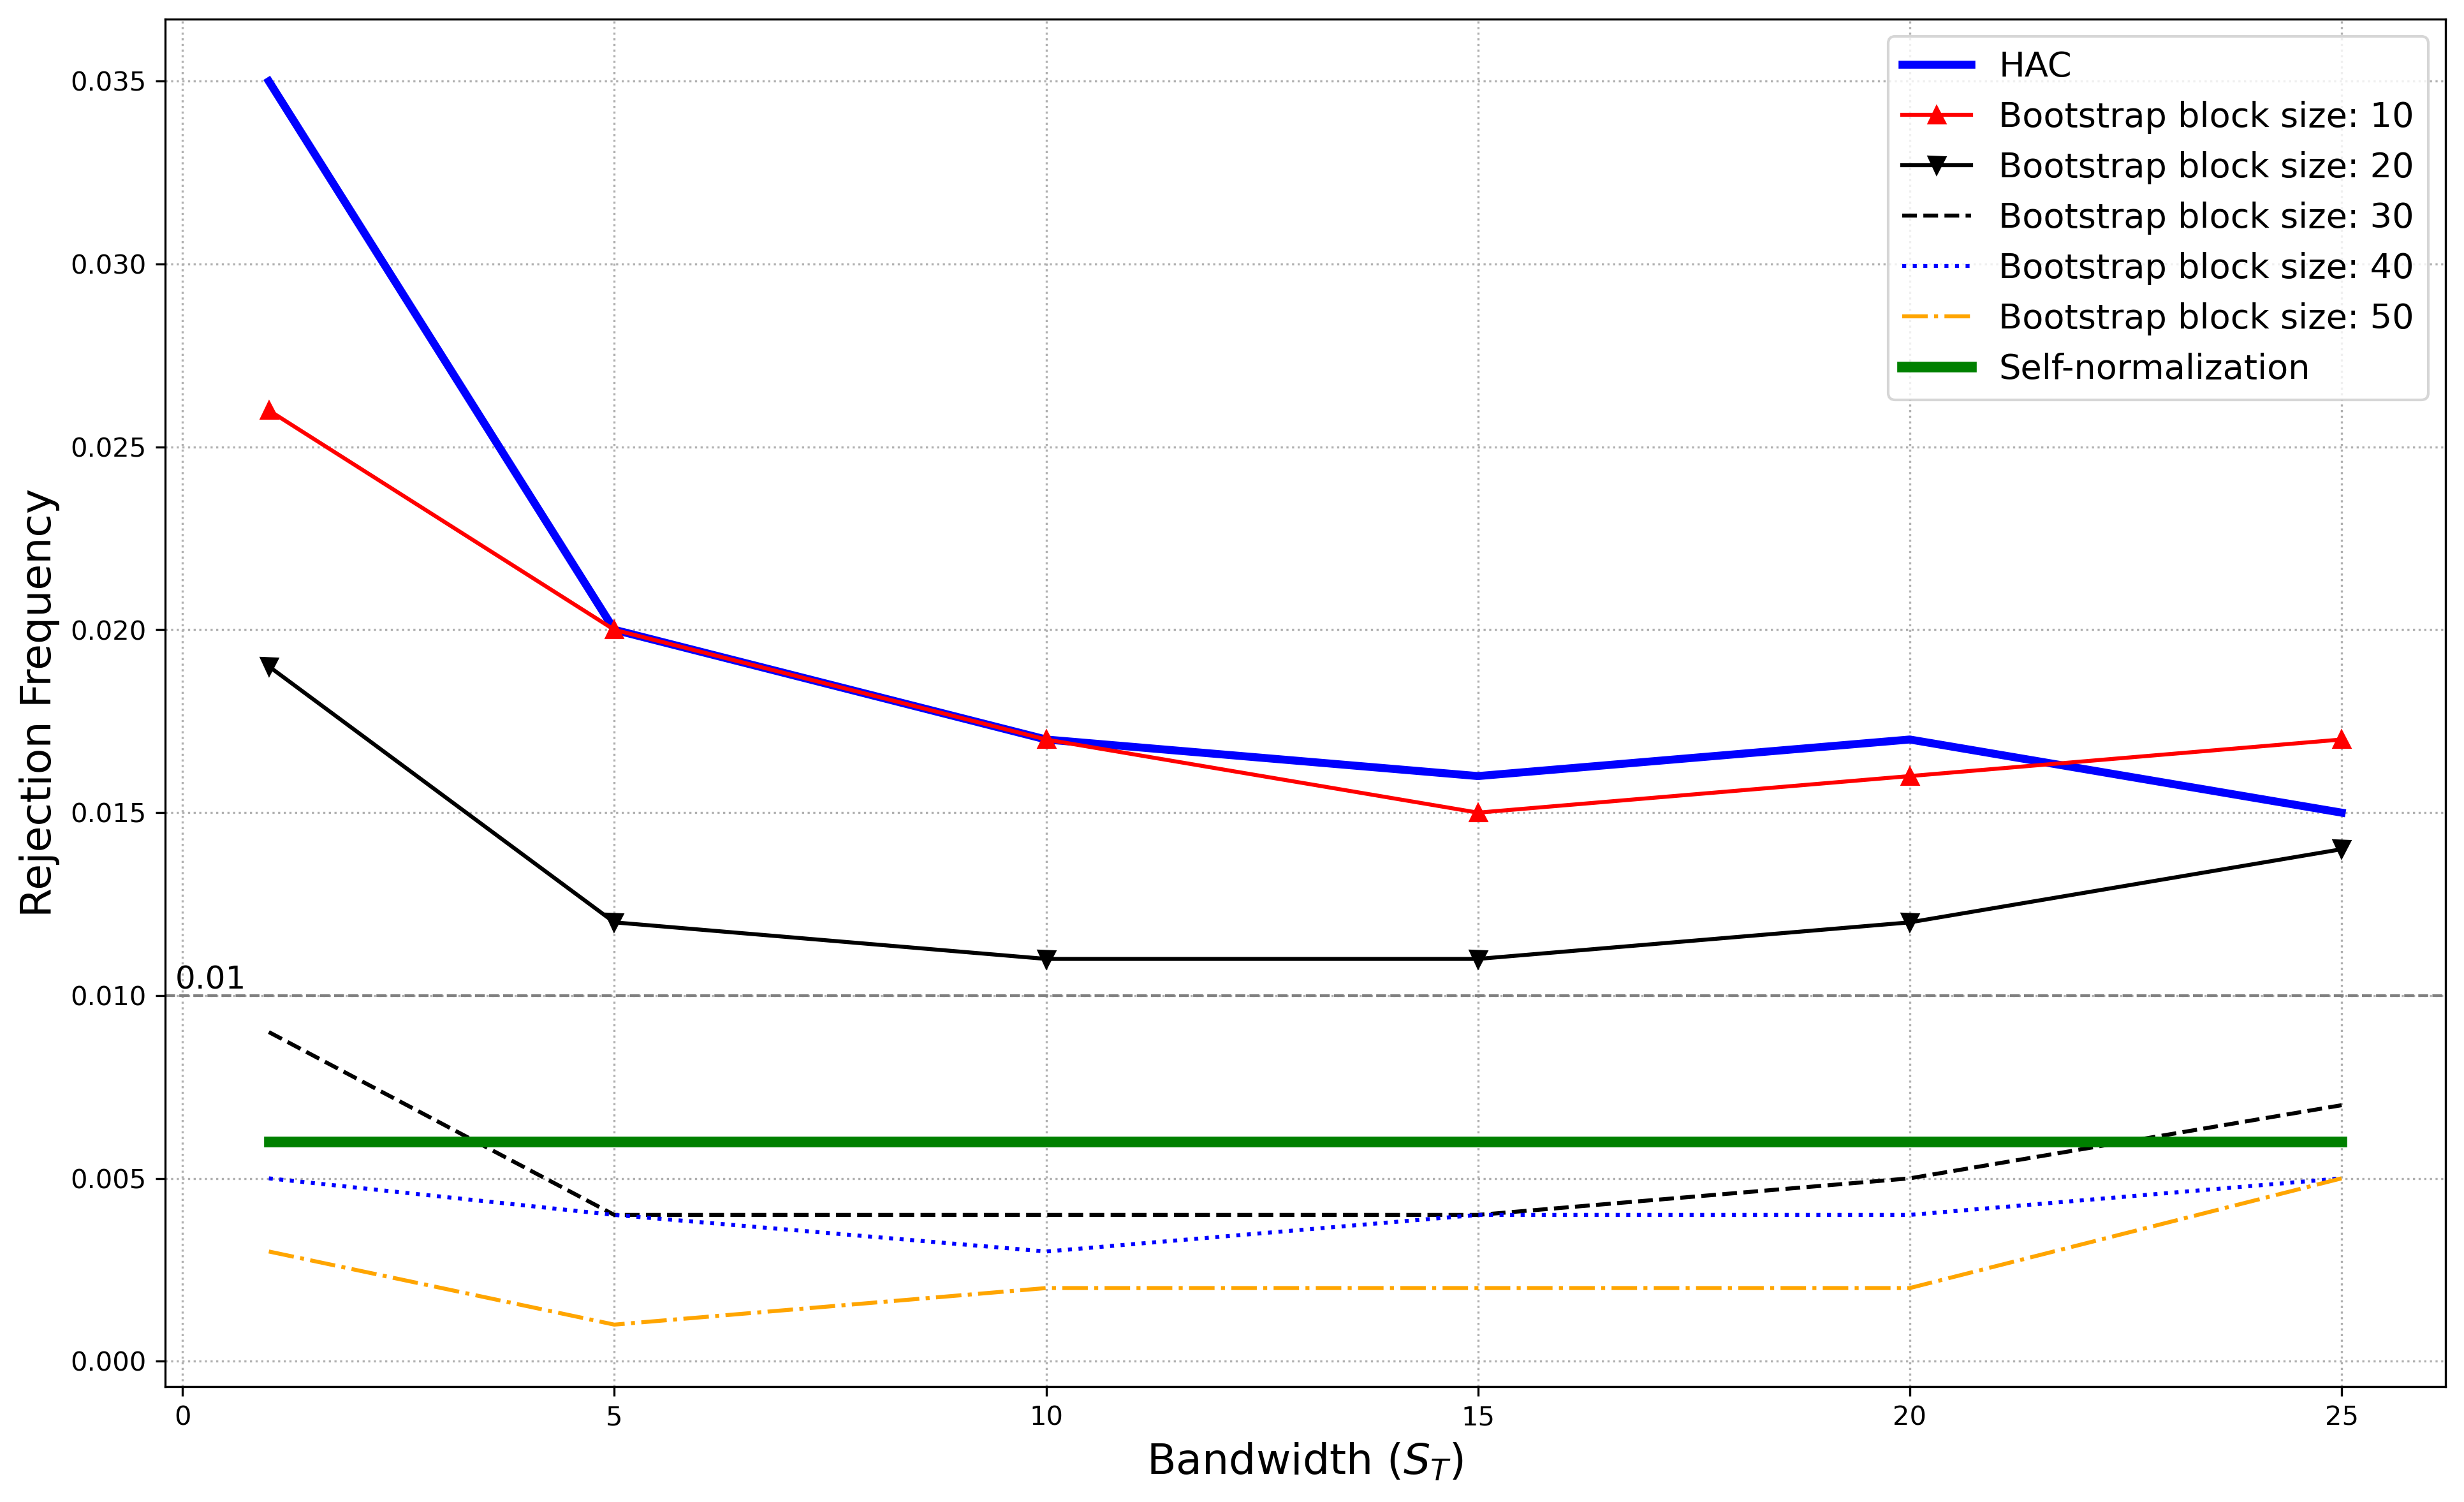 HAC
Bootstrap block size: 10
Bootstrap block size: 20
Bootstrap block size: 30
Bootstrap block size: 40
Bootstrap block size: 50
Self-normalization
Rejection Frequency
0.035
0.030
0.025
0.020
0.015
0.010
0.005
0.000
0.01
0
5
10
15
20
25
Bandwidth (S_T)